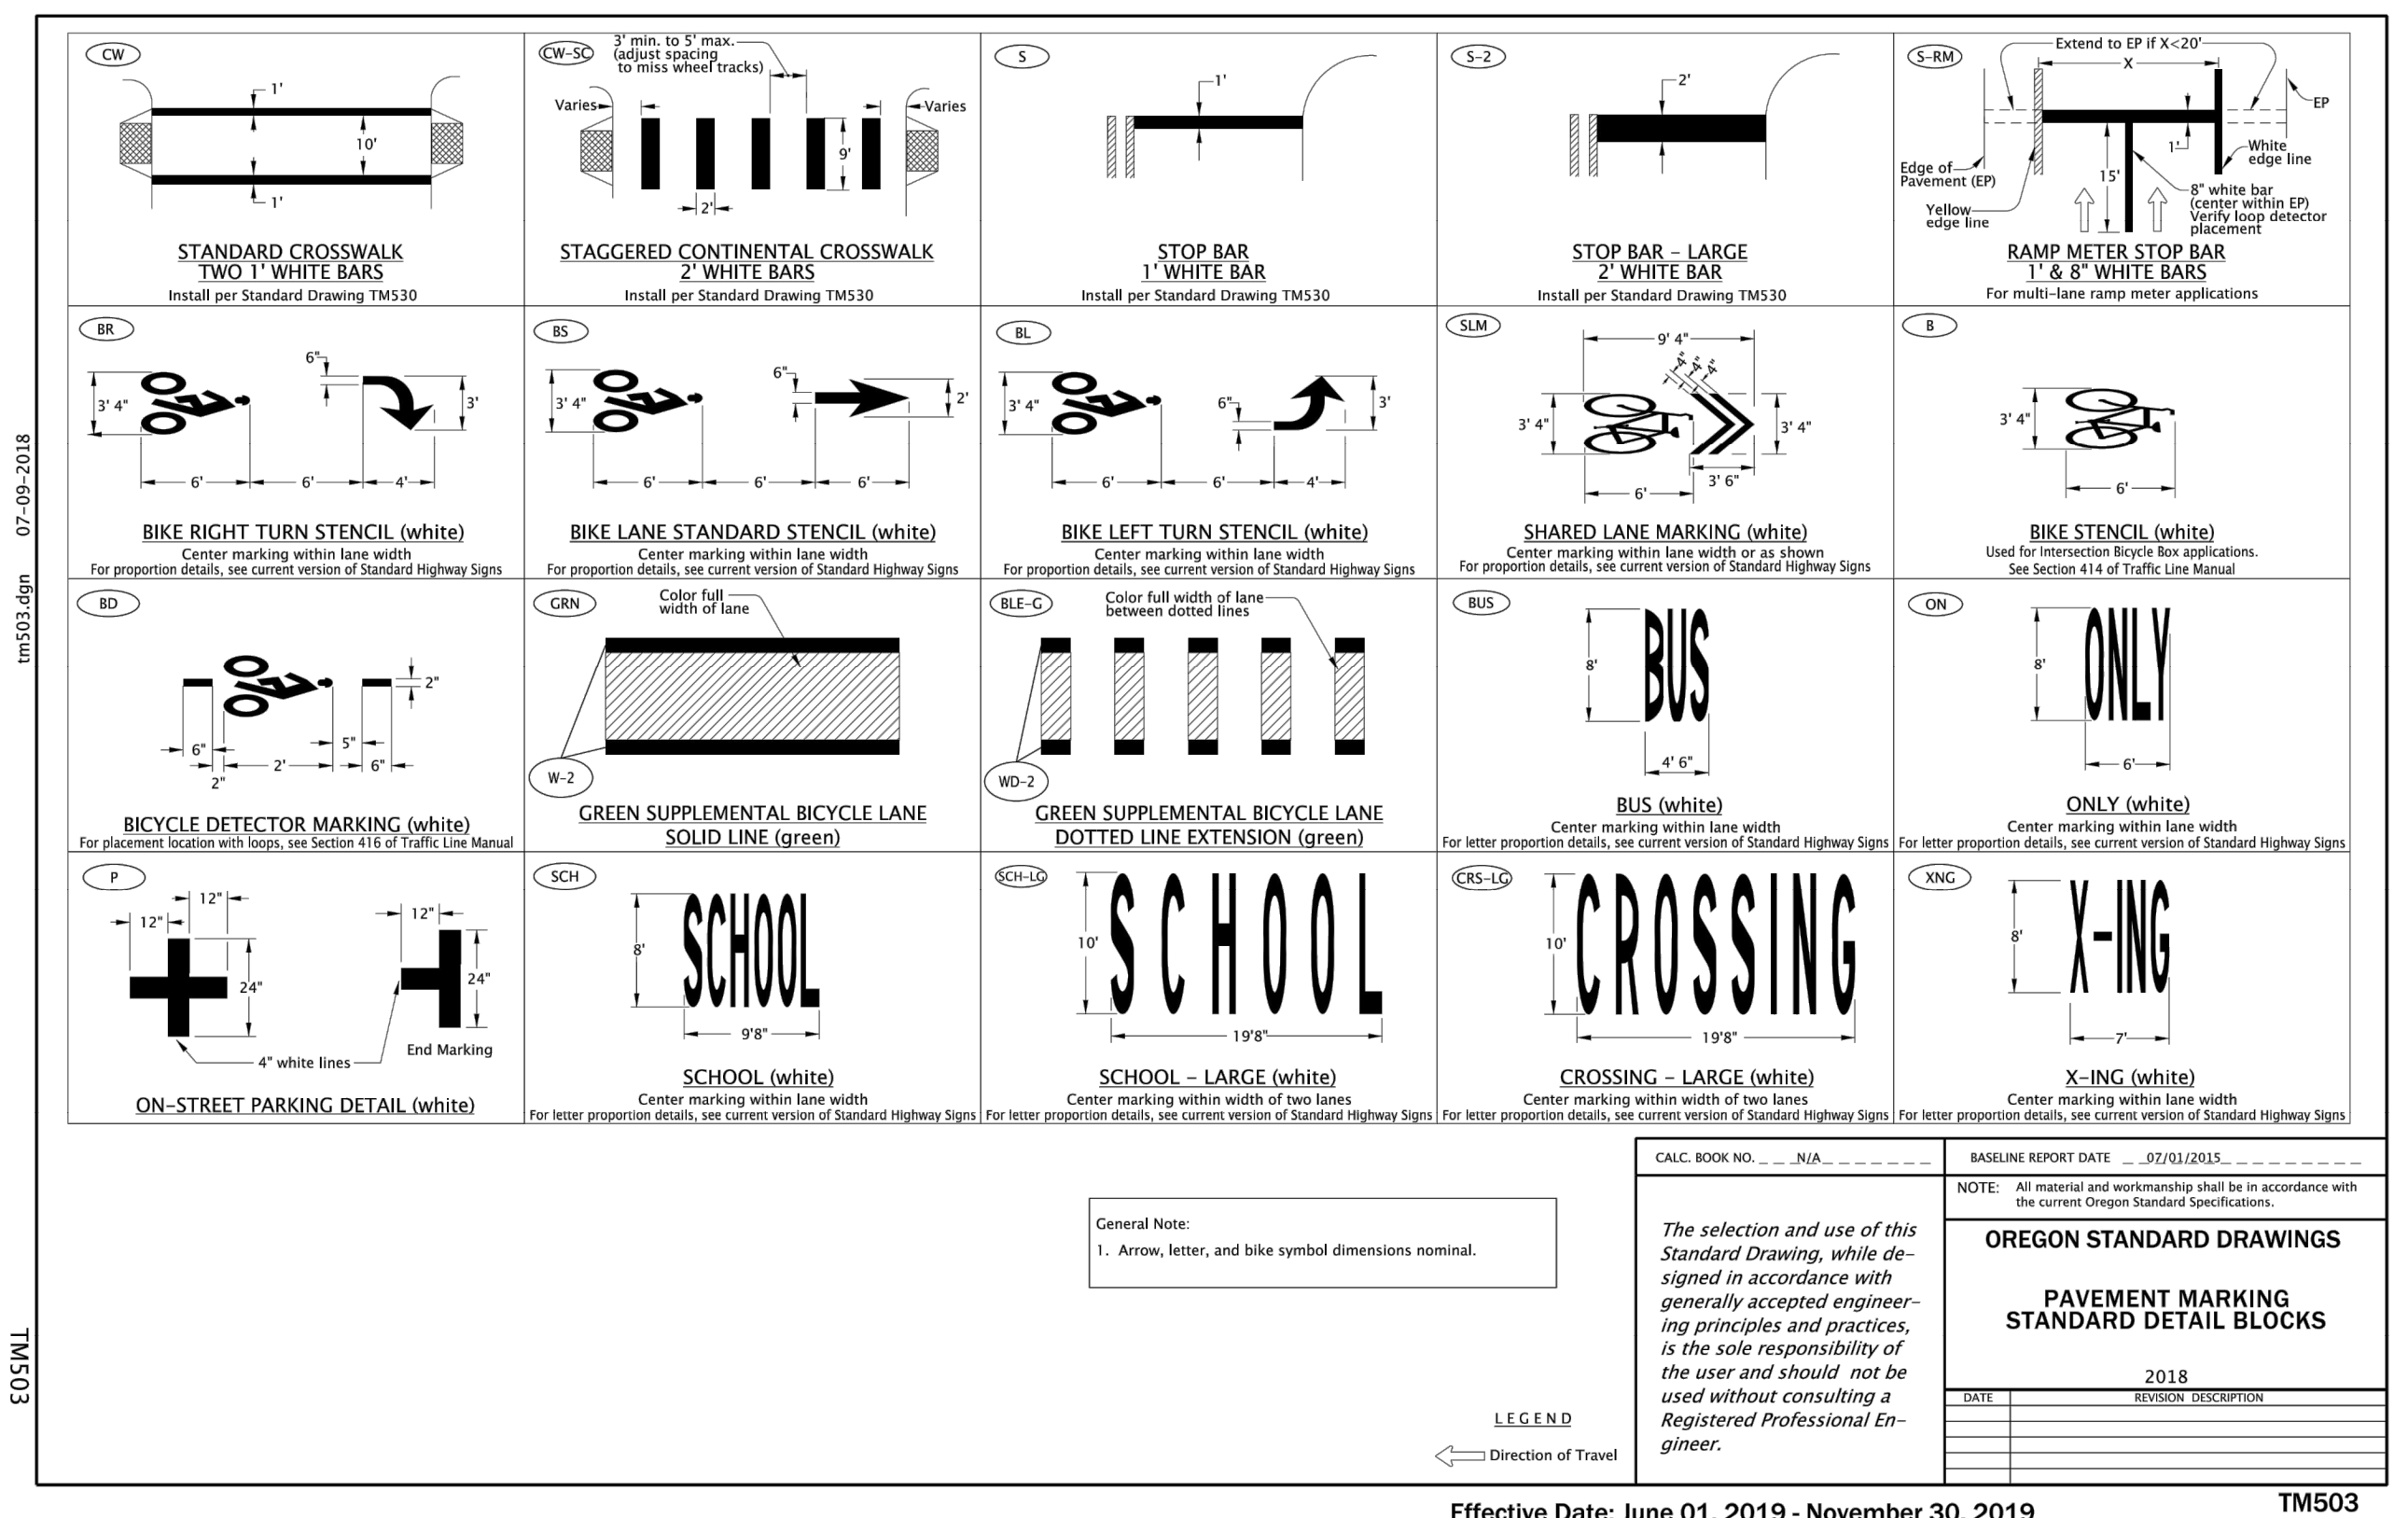 CW
1'
10'
1'
STANDARD CROSSWALK
TWO 1' WHITE BARS
Install per Standard Drawing TM530
CW-SC
3' min. to 5' max.
(adjust spacing
to miss wheel tracks)
Varies
Varies
9'
2'
STAGGERED CONTINENTAL CROSSWALK
2' WHITE BARS
Install per Standard Drawing TM530
S
1'
STOP BAR
1' WHITE BAR
Install per Standard Drawing TM530
S-2
2'
STOP BAR - LARGE
2' WHITE BAR
Install per Standard Drawing TM530
S-RM
Extend to EP if X<20'
X
EP
1'
White
edge line
Edge of
Pavement (EP)
15'
8" white bar
(center within EP)
Verify loop detector
placement
Yellow
edge line
RAMP METER STOP BAR
1' & 8" WHITE BARS
For multi-lane ramp meter applications
BR
6"
3' 4"
3'
6'
6'
4'
BIKE RIGHT TURN STENCIL (white)
Center marking within lane width
For proportion details, see current version of Standard Highway Signs
BS
6"
3' 4"
2'
6'
6'
6'
BIKE LANE STANDARD STENCIL (white)
Center marking within lane width
For proportion details, see current version of Standard Highway Signs
BL
3' 4"
6"
3'
6'
6'
4'
BIKE LEFT TURN STENCIL (white)
Center marking within lane width
For proportion details, see current version of Standard Highway Signs
SLM
9' 4"
4"
4"
4"
3' 4"
3' 4"
3' 6"
6'
SHARED LANE MARKING (white)
Center marking within lane width or as shown
For proportion details, see current version of Standard Highway Signs
B
3' 4"
6'
BIKE STENCIL (white)
Used for Intersection Bicycle Box applications.
See Section 414 of Traffic Line Manual
BD
2"
6"
5"
2'
6"
2"
BICYCLE DETECTOR MARKING (white)
For placement location with loops, see Section 416 of Traffic Line Manual
GRN
Color full
width of lane
W-2
GREEN SUPPLEMENTAL BICYCLE LANE
SOLID LINE (green)
BLE-G
Color full width of lane
between dotted lines
WD-2
GREEN SUPPLEMENTAL BICYCLE LANE
DOTTED LINE EXTENSION (green)
BUS
8'
BUS
4' 6"
BUS (white)
Center marking within lane width
For letter proportion details, see current version of Standard Highway Signs
ON
8'
ONLY
6'
ONLY (white)
Center marking within lane width
For letter proportion details, see current version of Standard Highway Signs
P
12"
12"
24"
12"
24"
4" white lines
End Marking
ON-STREET PARKING DETAIL (white)
SCH
8'
SCHOOL
9'8"
SCHOOL (white)
Center marking within lane width
For letter proportion details, see current version of Standard Highway Signs
SCH-LG
10'
SCHOOL
19'8"
SCHOOL - LARGE (white)
Center marking within width of two lanes
For letter proportion details, see current version of Standard Highway Signs
CRS-LG
10'
CROSSING
19'8"
CROSSING - LARGE (white)
Center marking within width of two lanes
For letter proportion details, see current version of Standard Highway Signs
XNG
8'
X-ING
7'
X-ING (white)
Center marking within lane width
For letter proportion details, see current version of Standard Highway Signs
tm503.dgn 07-09-2018
TM503
General Note:
1. Arrow, letter, and bike symbol dimensions nominal.
LEGEND
Direction of Travel
CALC. BOOK NO. N/A
The selection and use of this
Standard Drawing, while de-
signed in accordance with
generally accepted engineer-
ing principles and practices,
is the sole responsibility of
the user and should not be
used without consulting a
Registered Professional En-
gineer.
BASELINE REPORT DATE 07/01/2015
NOTE: All material and workmanship shall be in accordance with
the current Oregon Standard Specifications.
OREGON STANDARD DRAWINGS
PAVEMENT MARKING
STANDARD DETAIL BLOCKS
2018
DATE REVISION DESCRIPTION
Effective Date: June 01, 2019 - November 30, 2019
TM503